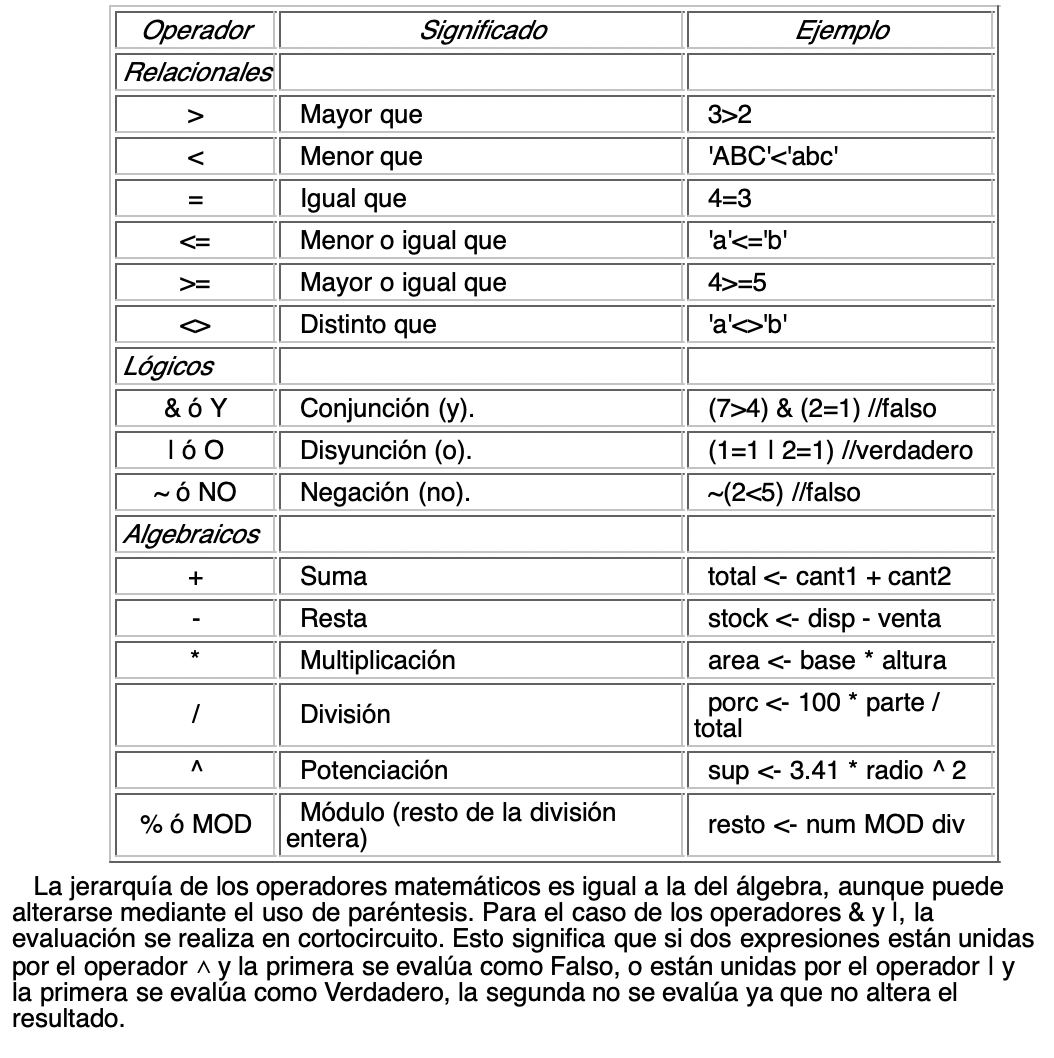 Operador Significado Ejemplo
Relacionales
> Mayor que 3>2
< Menor que 'ABC'<'abc'
= Igual que 4=3
<= Menor o igual que 'a'<='b'
>= Mayor o igual que 4>=5
<> Distinto que 'a'<>'b'
Lógicos
& ó Y Conjunción (y). (7>4) & (2=1) //falso
| ó O Disyunción (o). (1=1 | 2=1) //verdadero
~ ó NO Negación (no). ~(2<5) //falso
Algebraicos
+ Suma total <- cant1 + cant2
- Resta stock <- disp - venta
* Multiplicación area <- base * altura
/ División porc <- 100 * parte /
total
^ Potenciación sup <- 3.41 * radio ^ 2
% ó MOD Módulo (resto de la división resto <- num MOD div
entera)
La jerarquía de los operadores matemáticos es igual a la del álgebra, aunque puede
alterarse mediante el uso de paréntesis. Para el caso de los operadores & y |, la
evaluación se realiza en cortocircuito. Esto significa que si dos expresiones están unidas
por el operador ∧ y la primera se evalúa como Falso, o están unidas por el operador | y
la primera se evalúa como Verdadero, la segunda no se evalúa ya que no altera el
resultado.